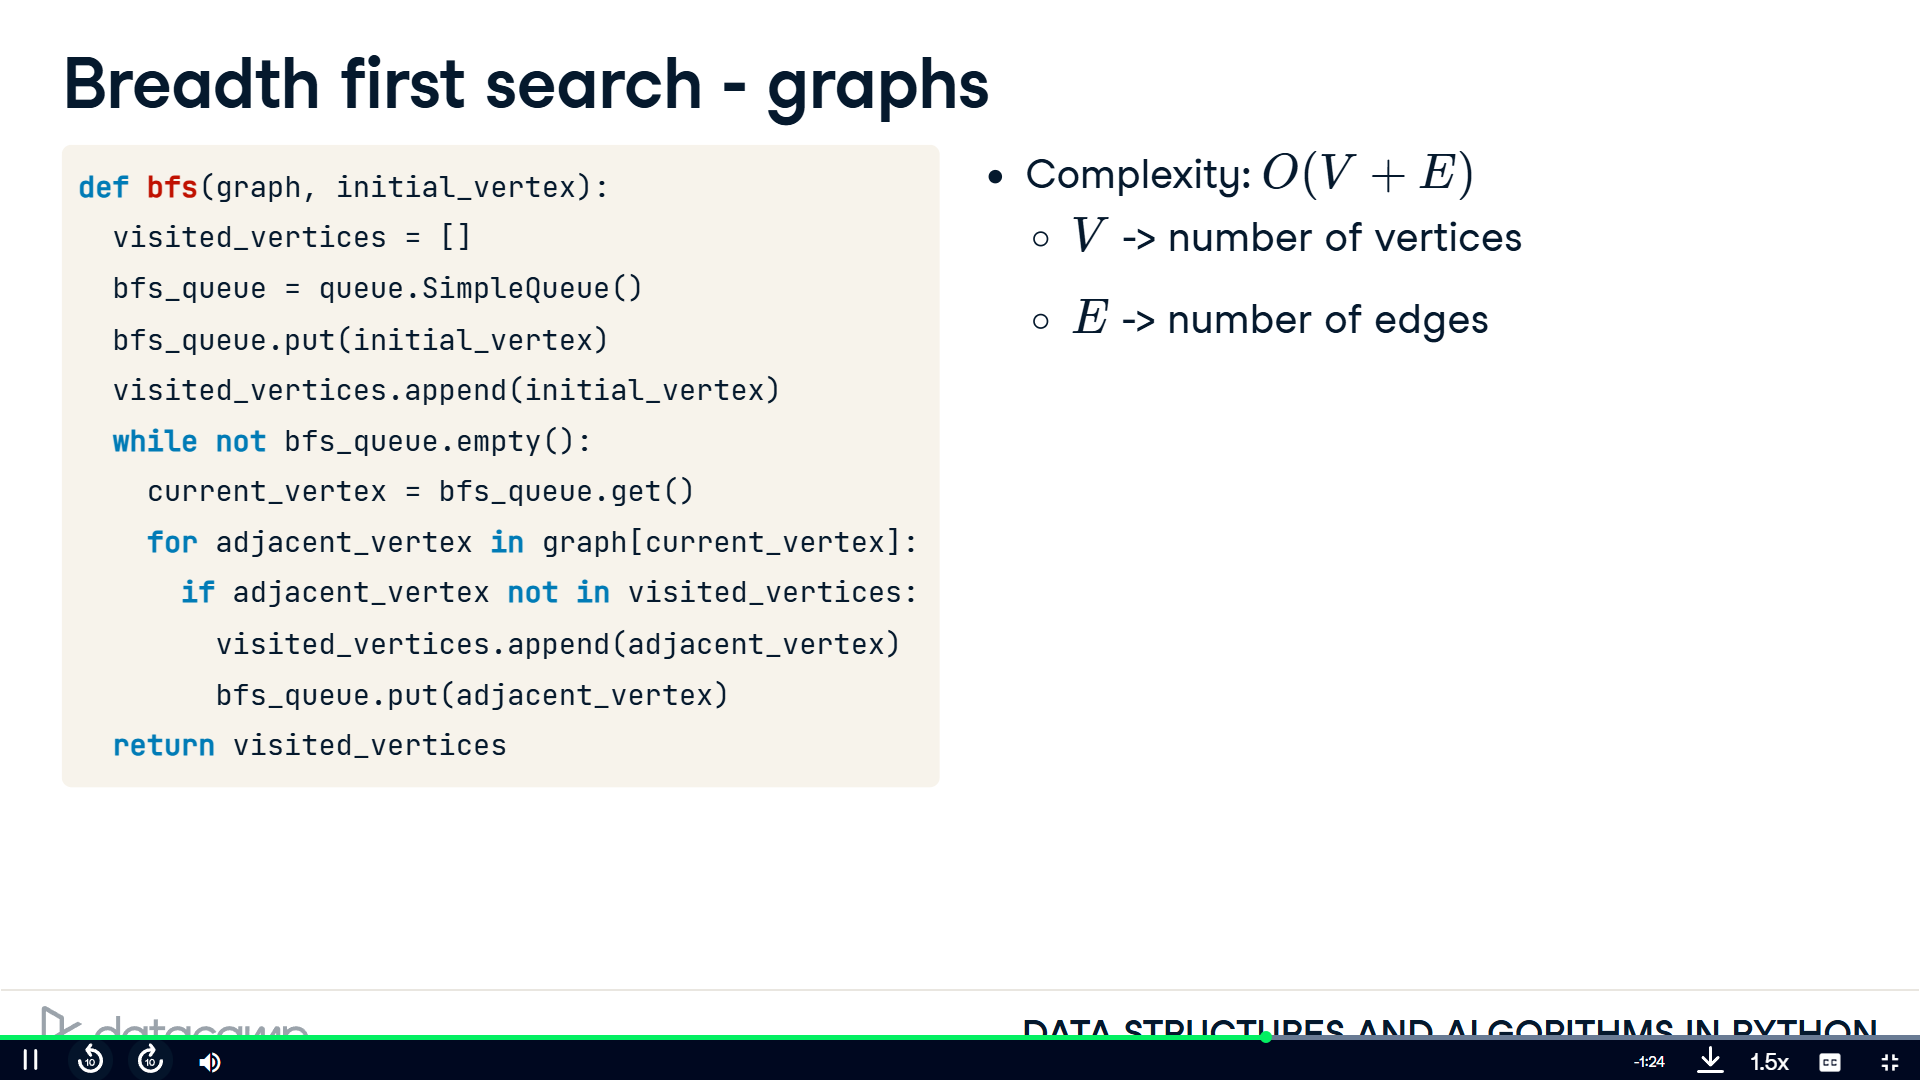 Breadth first search - graphs
def bfs(graph, initial_vertex):
visited_vertices = []
bfs_queue = queue.SimpleQueue()
bfs_queue.put(initial_vertex)
visited_vertices.append(initial_vertex)
while not bfs_queue.empty():
current_vertex = bfs_queue.get()
for adjacent_vertex in graph[current_vertex]:
if adjacent_vertex not in visited_vertices:
visited_vertices.append(adjacent_vertex)
bfs_queue.put(adjacent_vertex)
return visited_vertices
• Complexity: O(V + E)
○ V -> number of vertices
○ E -> number of edges
datacamp
DATA STRUCTURES AND ALGORITHMS IN PYTHON
10 10 -1:24 1.5x CC